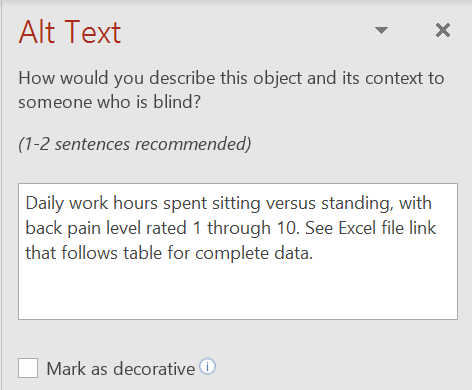 Alt Text
How would you describe this object and its context to
someone who is blind?
(1-2 sentences recommended)
Daily work hours spent sitting versus standing, with
back pain level rated 1 through 10. See Excel file link
that follows table for complete data.
Mark as decorative